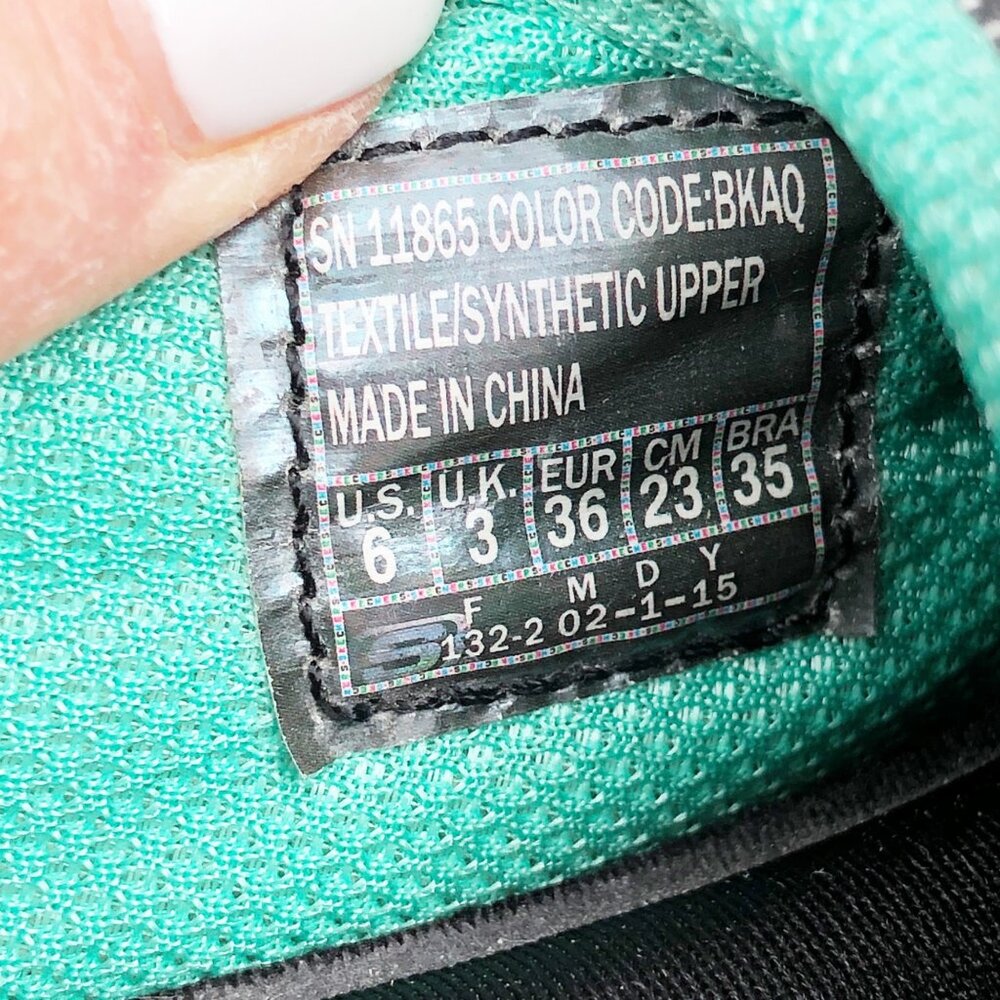 SN 11865 COLOR CODE:BKAQ
TEXTILE/SYNTHETIC UPPER
MADE IN CHINA
U.S. U.K. EUR CM BRA
6 3 36 23 35
F M D Y
132-2 02-1-15